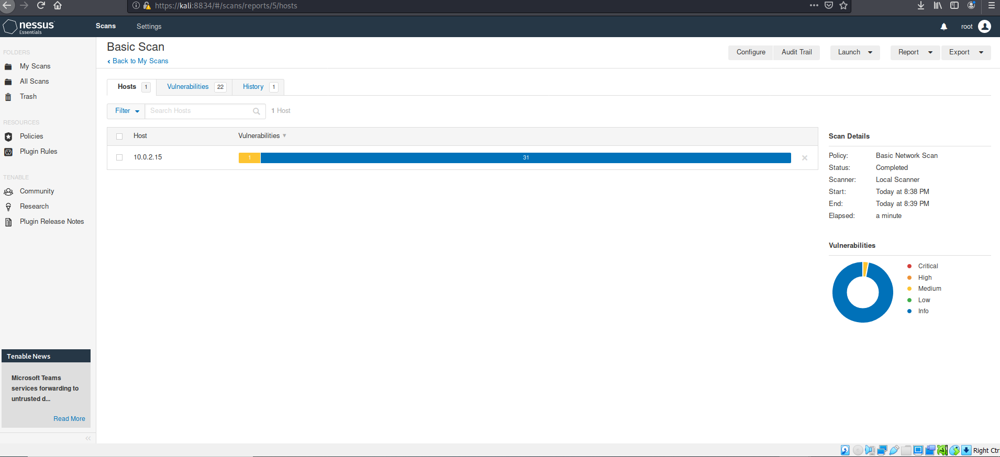 https://kali:8834/#/scans/reports/5/hosts
nessus
Essentials
Scans
Settings
root
FOLDERS
My Scans
All Scans
Trash
RESOURCES
Policies
Plugin Rules
TENABLE
Community
Research
Plugin Release Notes
Tenable News
Microsoft Teams
services forwarding to
untrusted d...
Read More
Basic Scan
Back to My Scans
Configure
Audit Trail
Launch
Report
Export
Hosts 1
Vulnerabilities 22
History 1
Filter
Search Hosts
1 Host
Host Vulnerabilities
10.0.2.15 1 31
Scan Details
Policy: Basic Network Scan
Status: Completed
Scanner: Local Scanner
Start: Today at 8:38 PM
End: Today at 8:39 PM
Elapsed: a minute
Vulnerabilities
Critical
High
Medium
Low
Info
Right Ctr